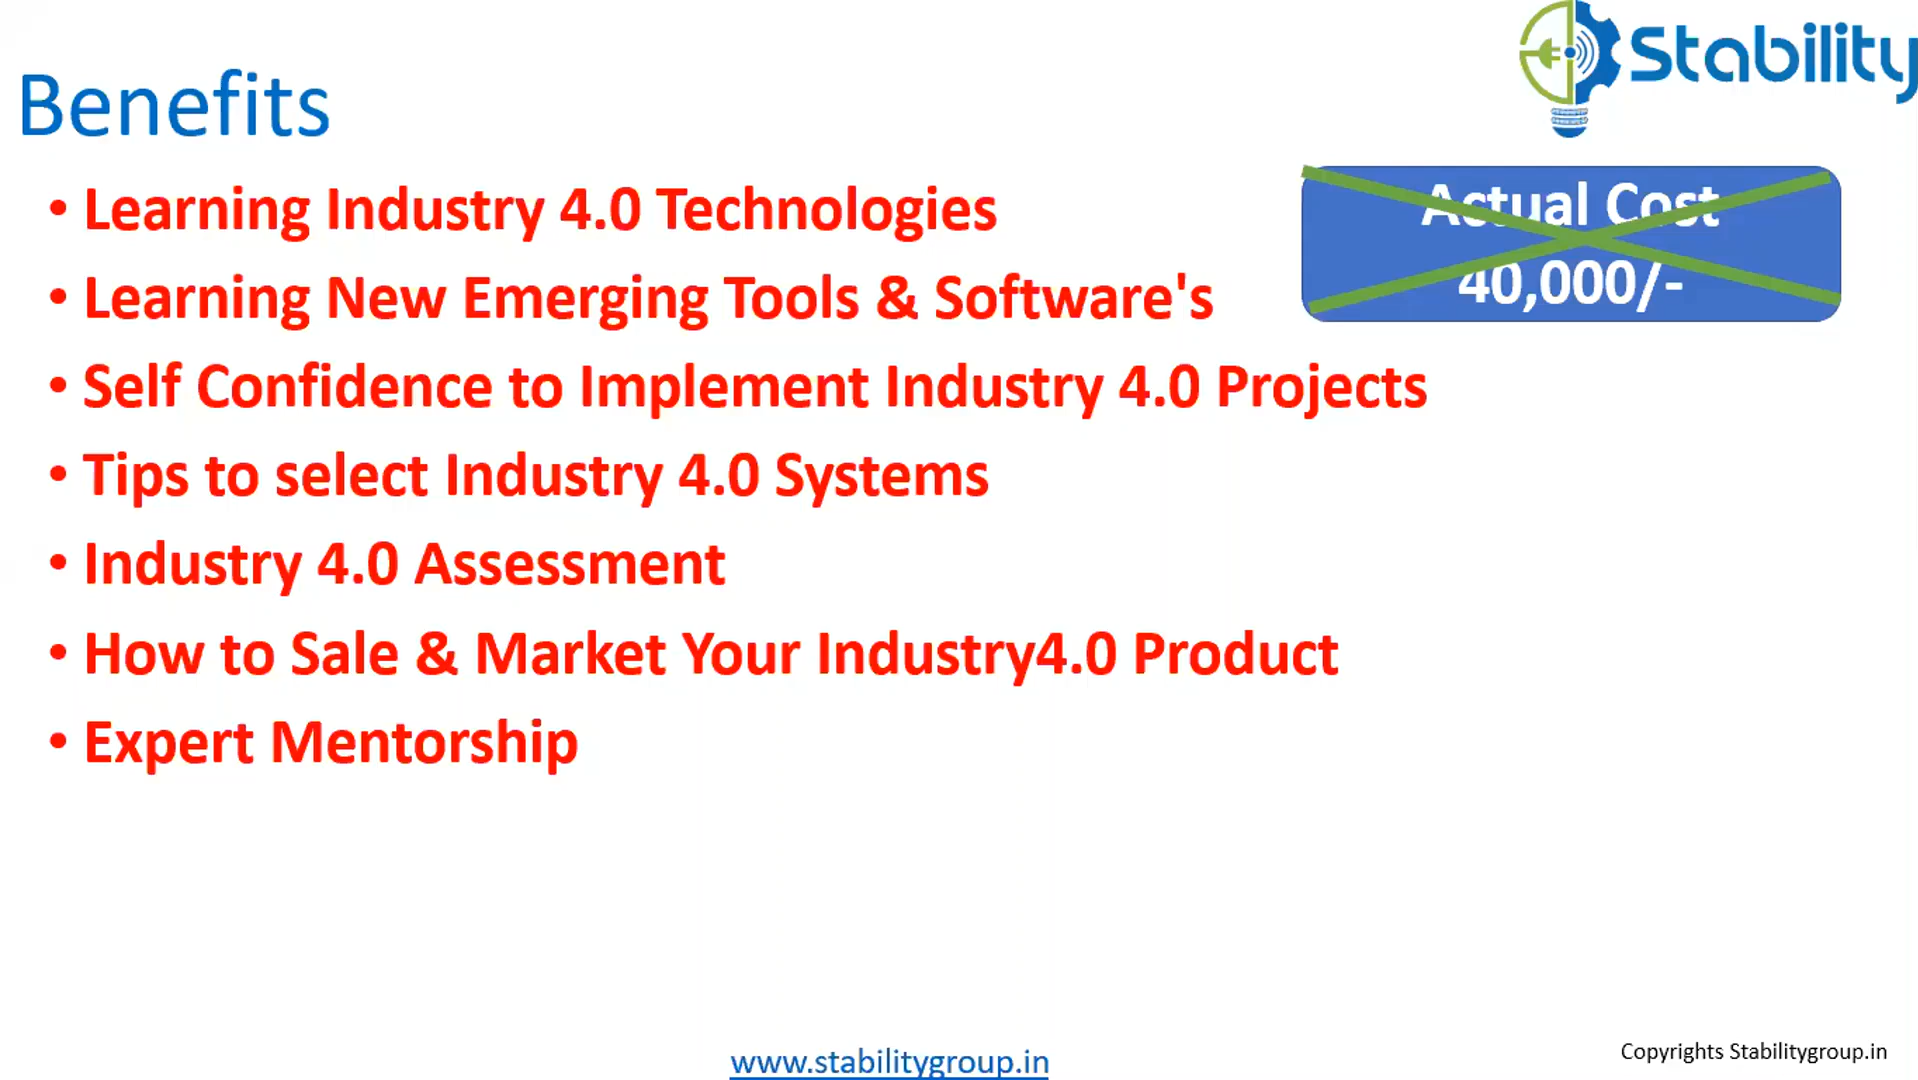 Stability
Benefits
• Learning Industry 4.0 Technologies
• Learning New Emerging Tools & Software's
• Self Confidence to Implement Industry 4.0 Projects
• Tips to select Industry 4.0 Systems
• Industry 4.0 Assessment
• How to Sale & Market Your Industry4.0 Product
• Expert Mentorship
Actual Cost
40,000/-
www.stabilitygroup.in
Copyrights Stabilitygroup.in